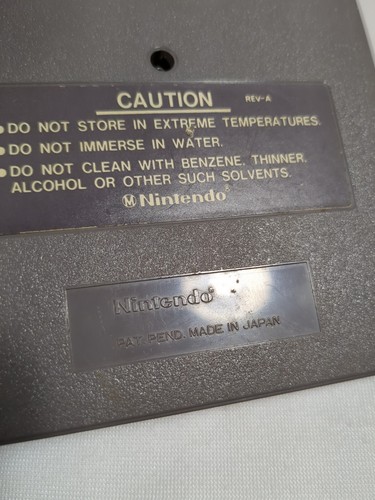 CAUTION REV-A
•DO NOT STORE IN EXTREME TEMPERATURES.
•DO NOT IMMERSE IN WATER.
•DO NOT CLEAN WITH BENZENE, THINNER,
ALCOHOL OR OTHER SUCH SOLVENTS.
Ⓜ Nintendo®
Nintendo®
PAT. PEND. MADE IN JAPAN